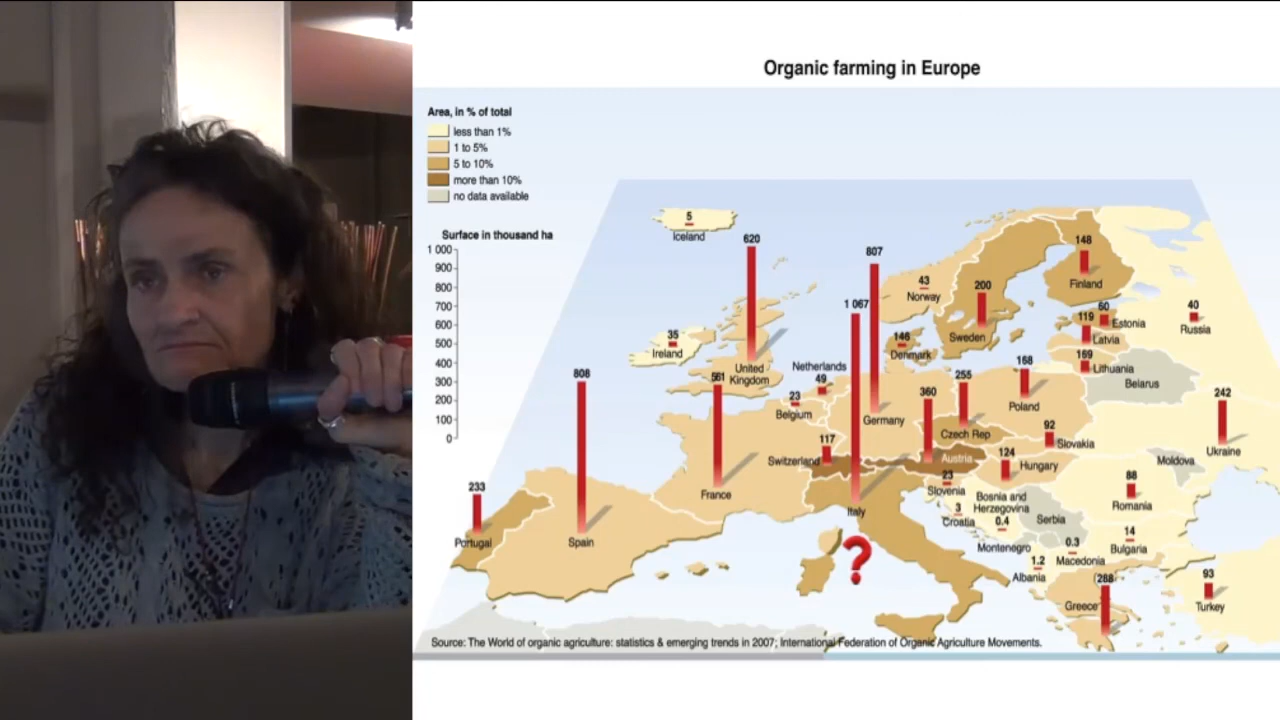 Organic farming in Europe
Area, in % of total
less than 1%
1 to 5%
5 to 10%
more than 10%
no data available
Surface in thousand ha
1 000
900
800
700
600
500
400
300
200
100
0
5
Iceland
620
United
Kingdom
807
Germany
43
Norway
200
Sweden
148
Finland
60
Estonia
119
Latvia
169
Lithuania
Belarus
40
Russia
35
Ireland
1 067
Italy
146
Denmark
Netherlands
49
23
Belgium
808
Spain
561
France
360
Austria
255
Czech Rep
168
Poland
92
Slovakia
242
Ukraine
117
Switzerland
124
Hungary
Moldova
233
Portugal
23
Slovenia
3
Croatia
Bosnia and
Herzegovina
0.4
Montenegro
Serbia
88
Romania
14
Bulgaria
0.3
Macedonia
1.2
Albania
288
Greece
93
Turkey
?
Source: The World of organic agriculture: statistics & emerging trends in 2007; International Federation of Organic Agriculture Movements.